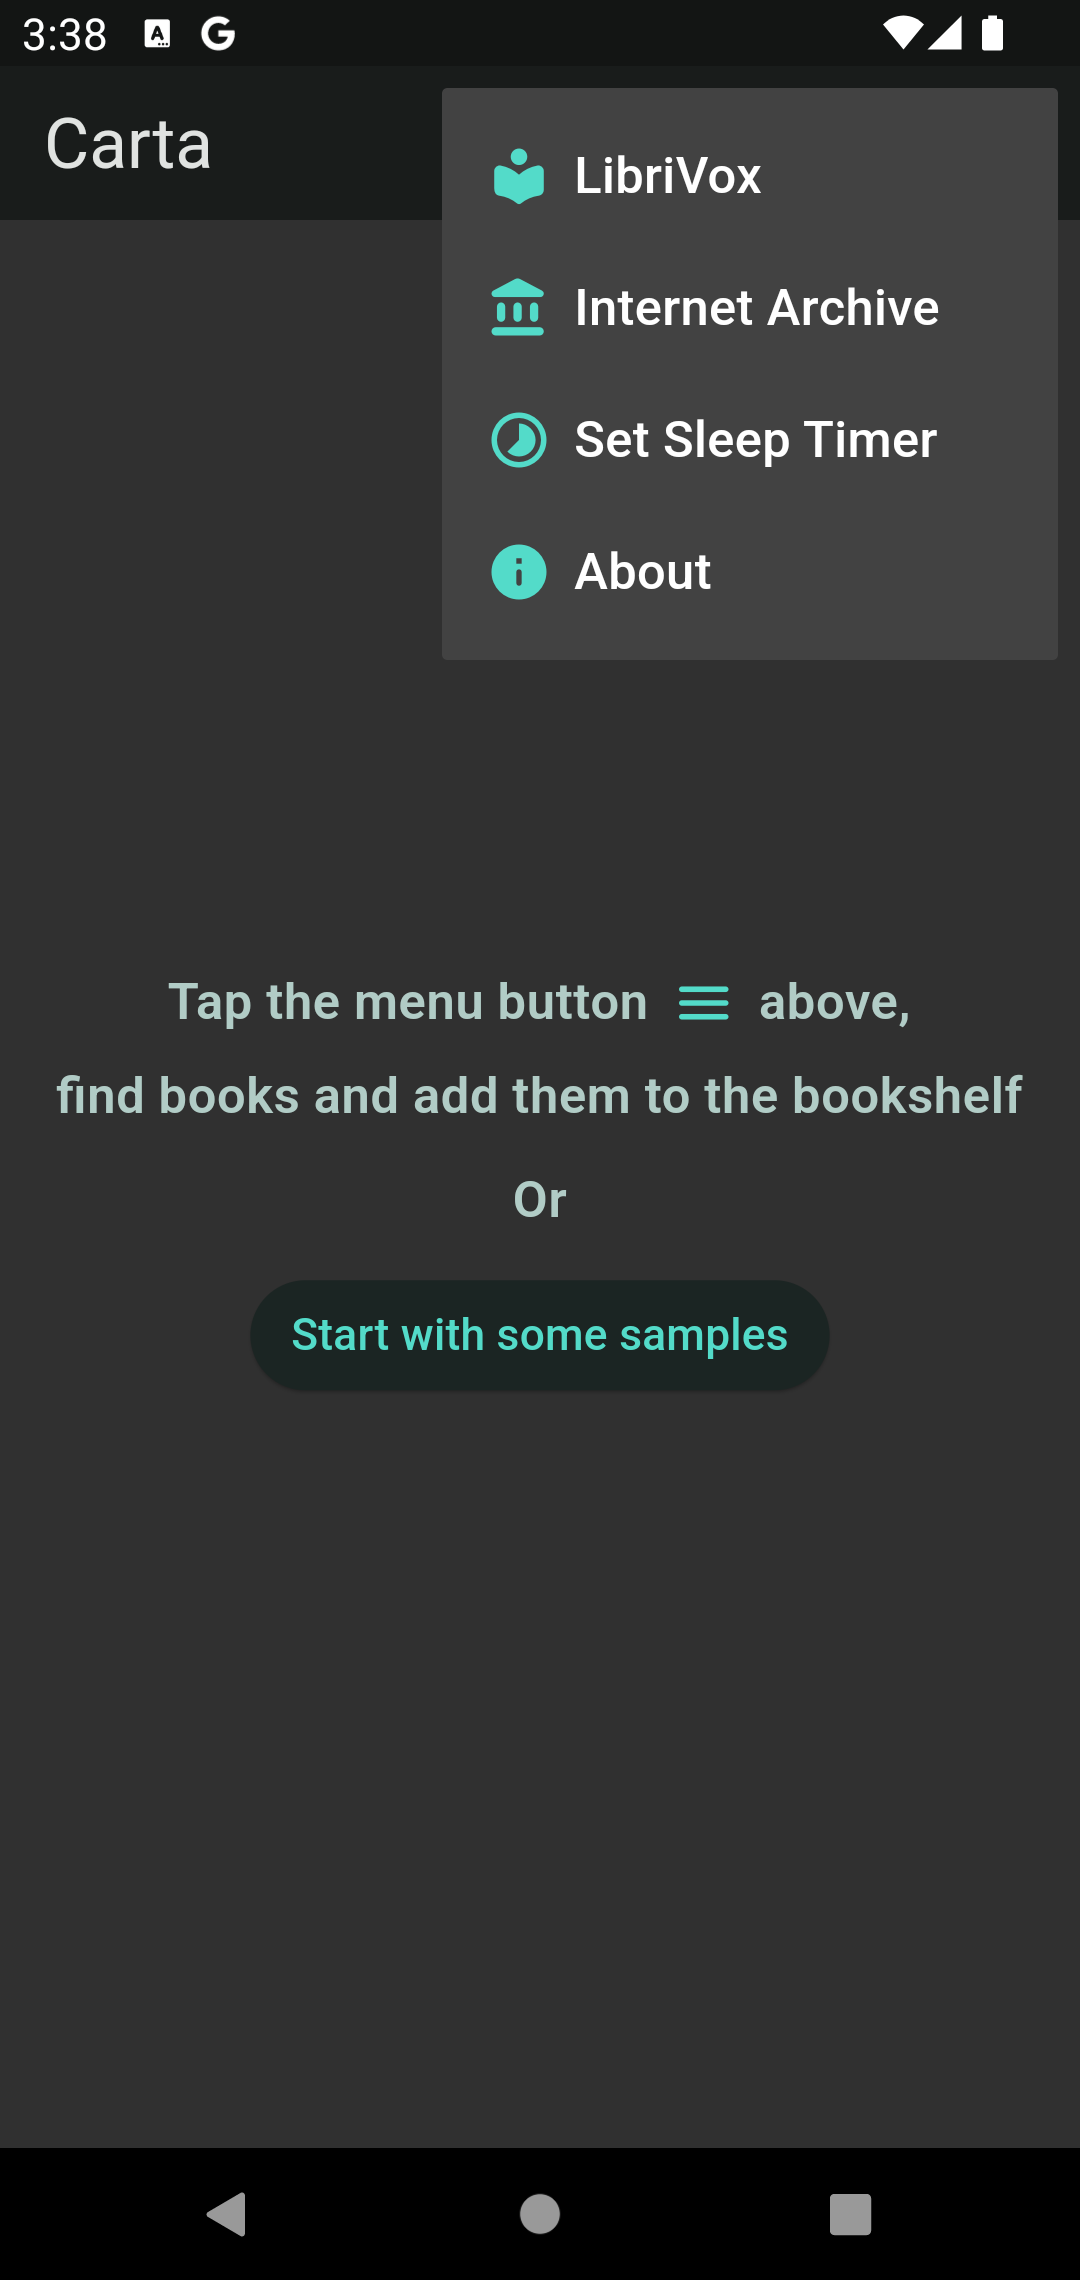 3:38
Carta
LibriVox
Internet Archive
Set Sleep Timer
About
Tap the menu button above,
find books and add them to the bookshelf
Or
Start with some samples